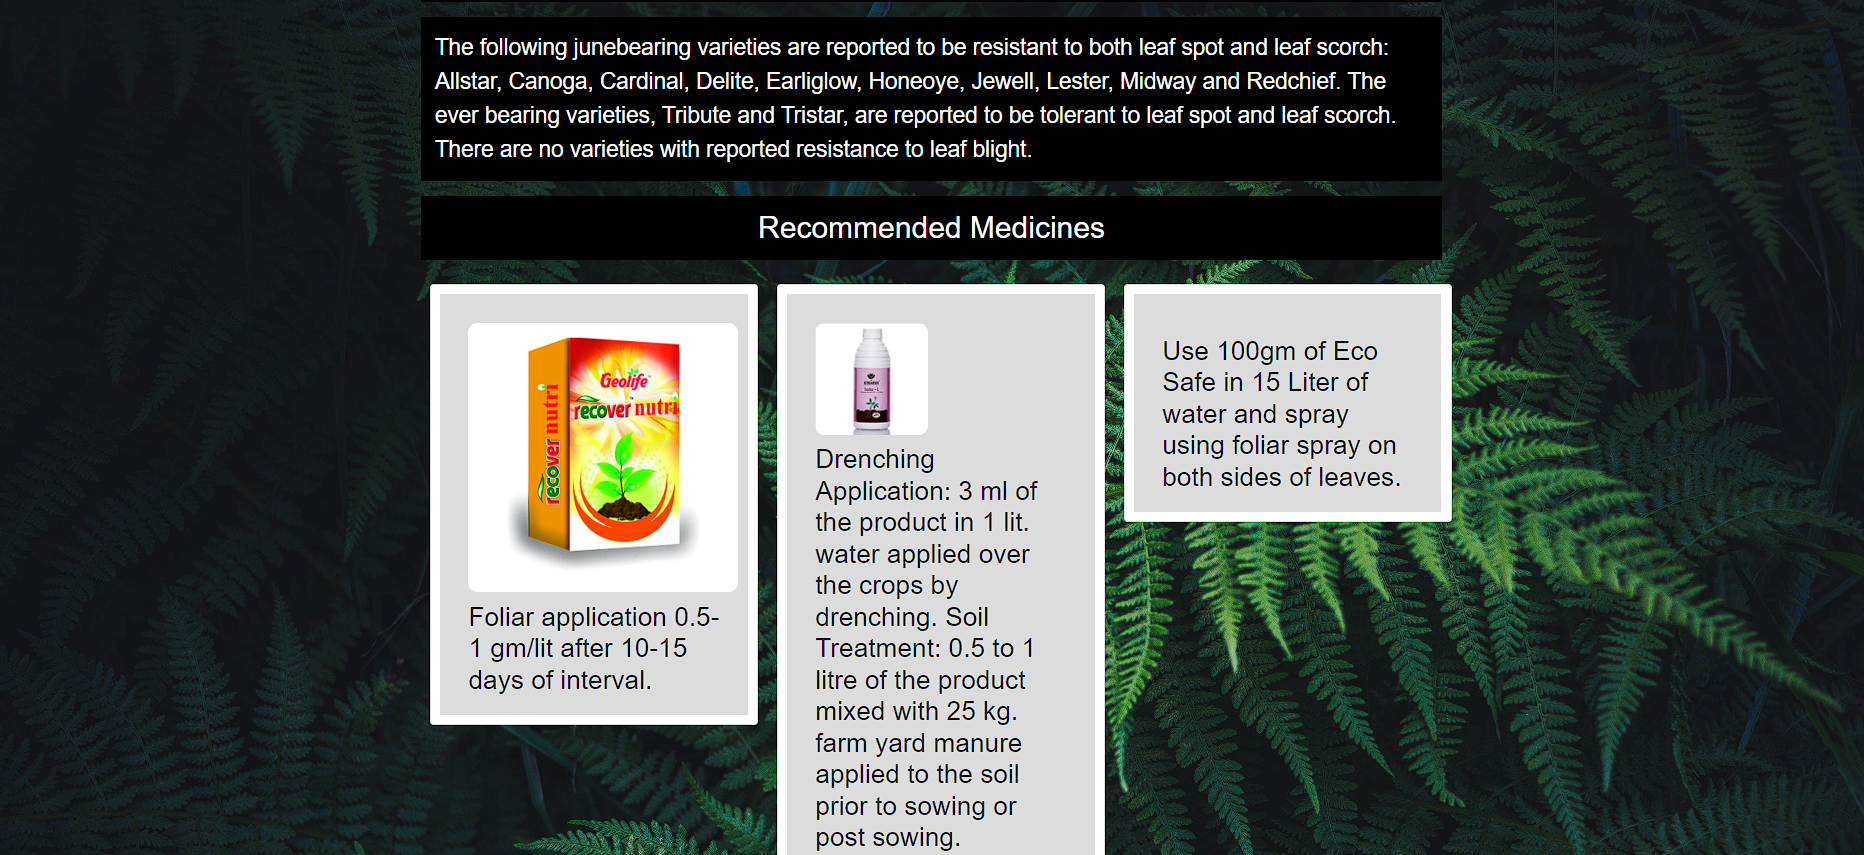 The following junebearing varieties are reported to be resistant to both leaf spot and leaf scorch:
Allstar, Canoga, Cardinal, Delite, Earliglow, Honeoye, Jewell, Lester, Midway and Redchief. The
ever bearing varieties, Tribute and Tristar, are reported to be tolerant to leaf spot and leaf scorch.
There are no varieties with reported resistance to leaf blight.
Recommended Medicines
Geolife
recover nutri
recover nutri
Foliar application 0.5-
1 gm/lit after 10-15
days of interval.
Drenching
Application: 3 ml of
the product in 1 lit.
water applied over
the crops by
drenching. Soil
Treatment: 0.5 to 1
litre of the product
mixed with 25 kg.
farm yard manure
applied to the soil
prior to sowing or
post sowing.
Use 100gm of Eco
Safe in 15 Liter of
water and spray
using foliar spray on
both sides of leaves.